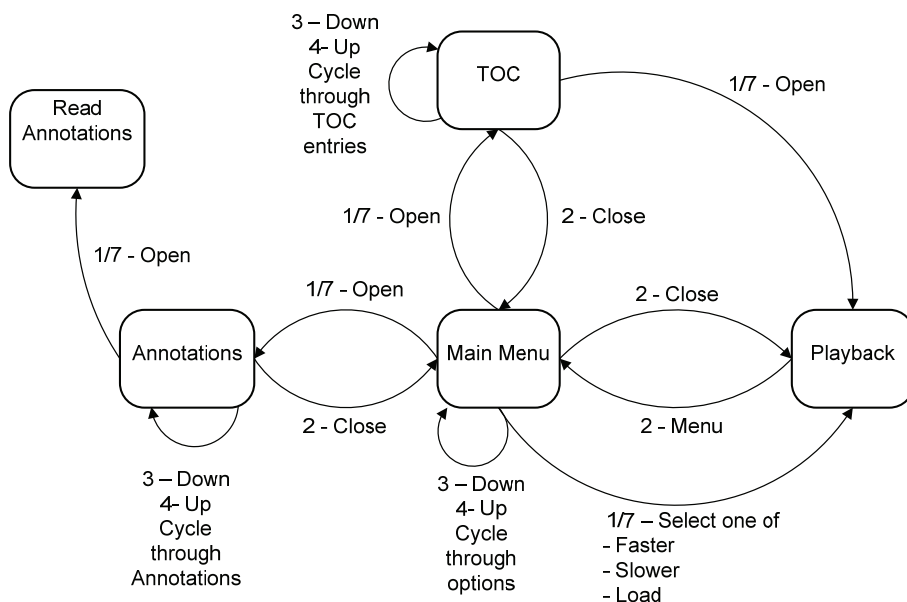 3 – Down
4- Up
Cycle
through
TOC
entries
TOC
1/7 - Open
Read
Annotations
1/7 - Open
2 - Close
1/7 - Open
1/7 - Open
2 - Close
Annotations
Main Menu
Playback
2 - Close
2 - Menu
3 – Down
4- Up
Cycle
through
Annotations
3 – Down
4- Up
Cycle
through
options
1/7 – Select one of
- Faster
- Slower
- Load